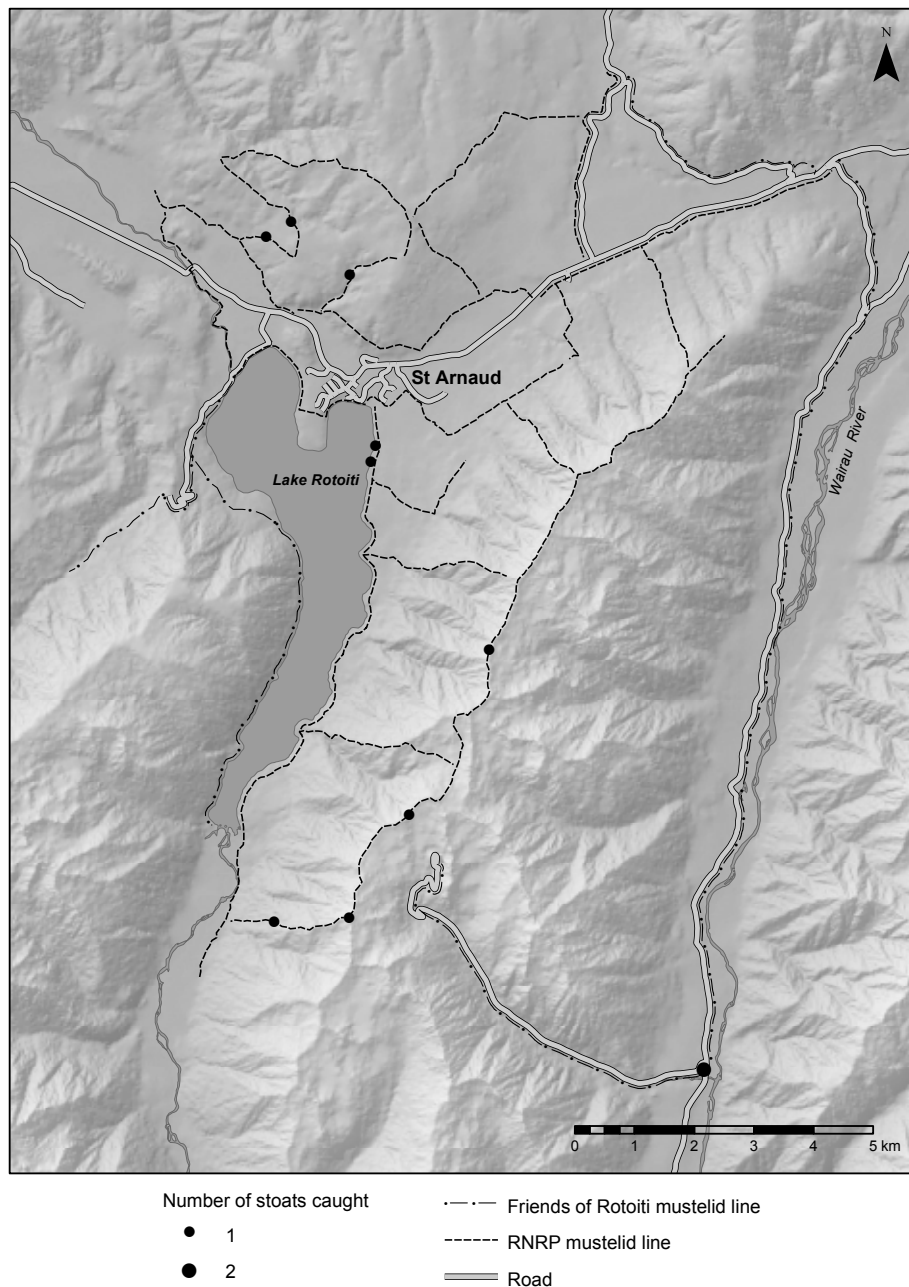 N
St Arnaud
Lake Rotoiti
Wairau River
0 1 2 3 4 5 km
Number of stoats caught
1
2
Friends of Rotoiti mustelid line
RNRP mustelid line
Road